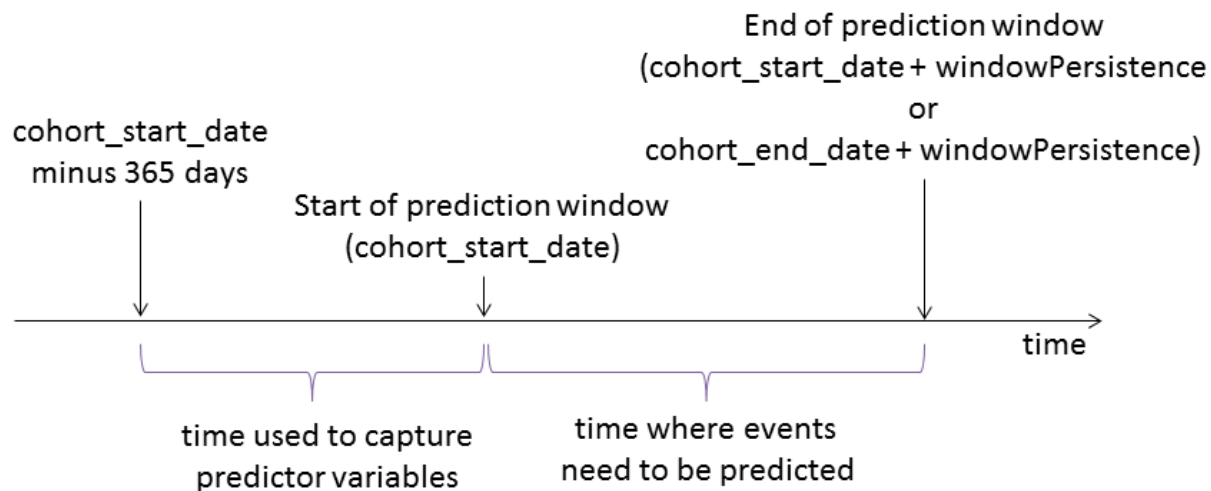 End of prediction window
(cohort_start_date + windowPersistence
or
cohort_end_date + windowPersistence)
cohort_start_date
minus 365 days
Start of prediction window
(cohort_start_date)
time
time used to capture
predictor variables
time where events
need to be predicted